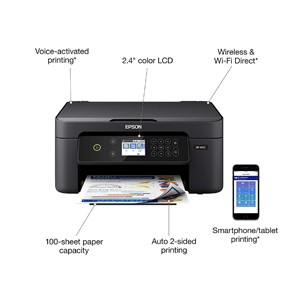 Voice-activated
printing*
2.4" color LCD
Wireless &
Wi-Fi Direct*
EPSON
100-sheet paper
capacity
Auto 2-sided
printing
Smartphone/tablet
printing*